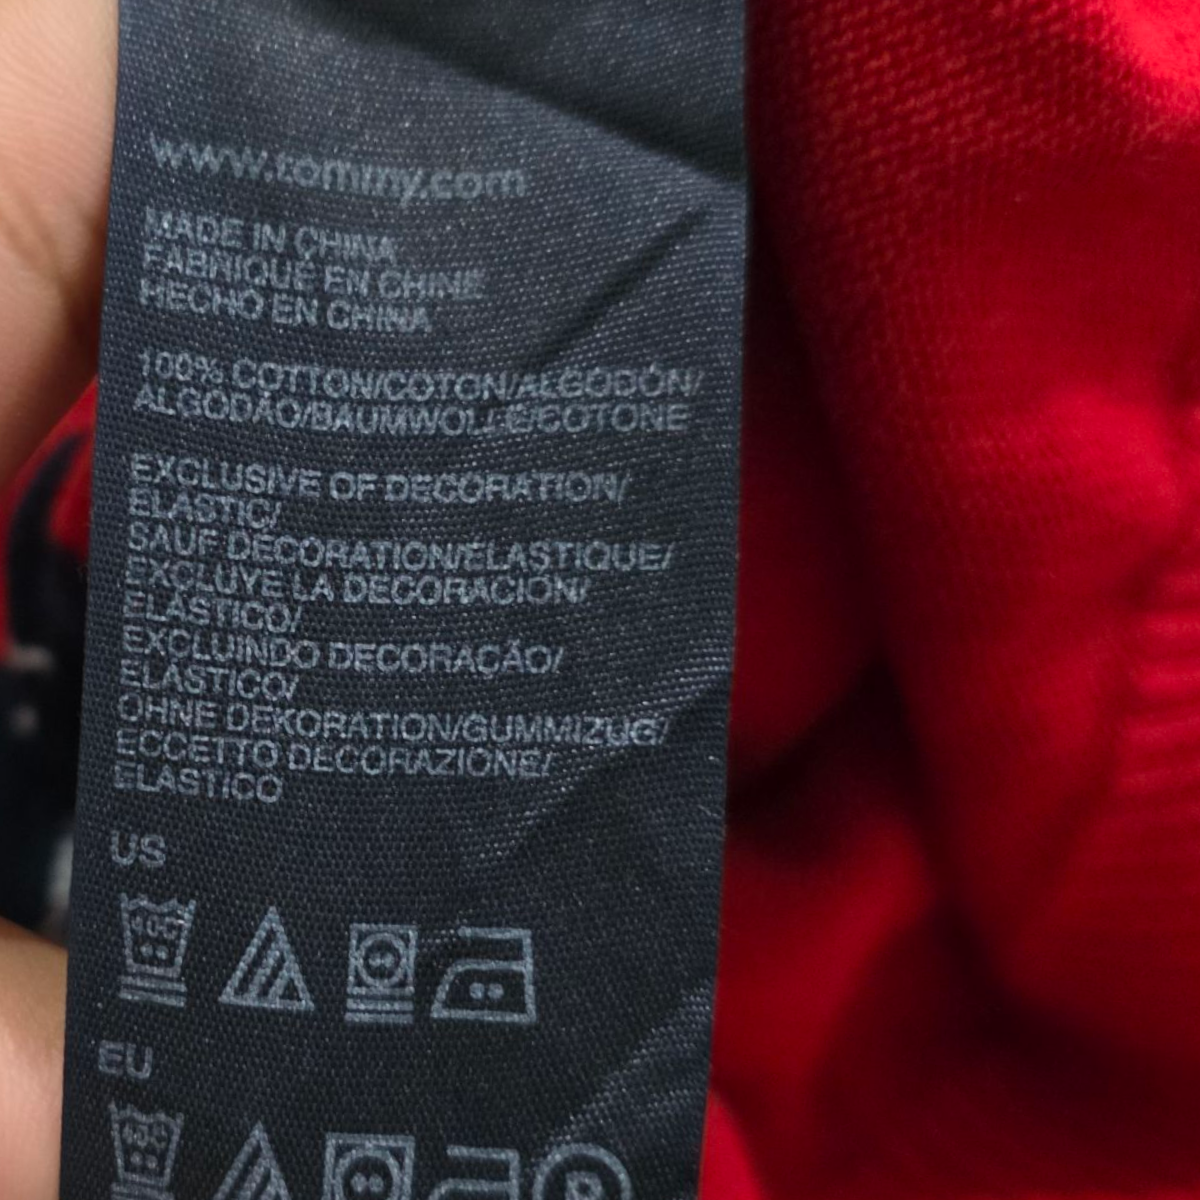 www.tommy.com
MADE IN CHINA
FABRIQUÉ EN CHINE
HECHO EN CHINA
100% COTTON/COTON/ALGODÓN/
ALGODÃO/BAUMWOLLE/COTONE
EXCLUSIVE OF DECORATION/
ELASTIC/
SAUF DÉCORATION/ÉLASTIQUE/
EXCLUYE LA DECORACIÓN/
ELÁSTICO/
EXCLUINDO DECORAÇÃO/
ELÁSTICO/
OHNE DEKORATION/GUMMIZUG/
ECCETTO DECORAZIONE/
ELASTICO
US
EU